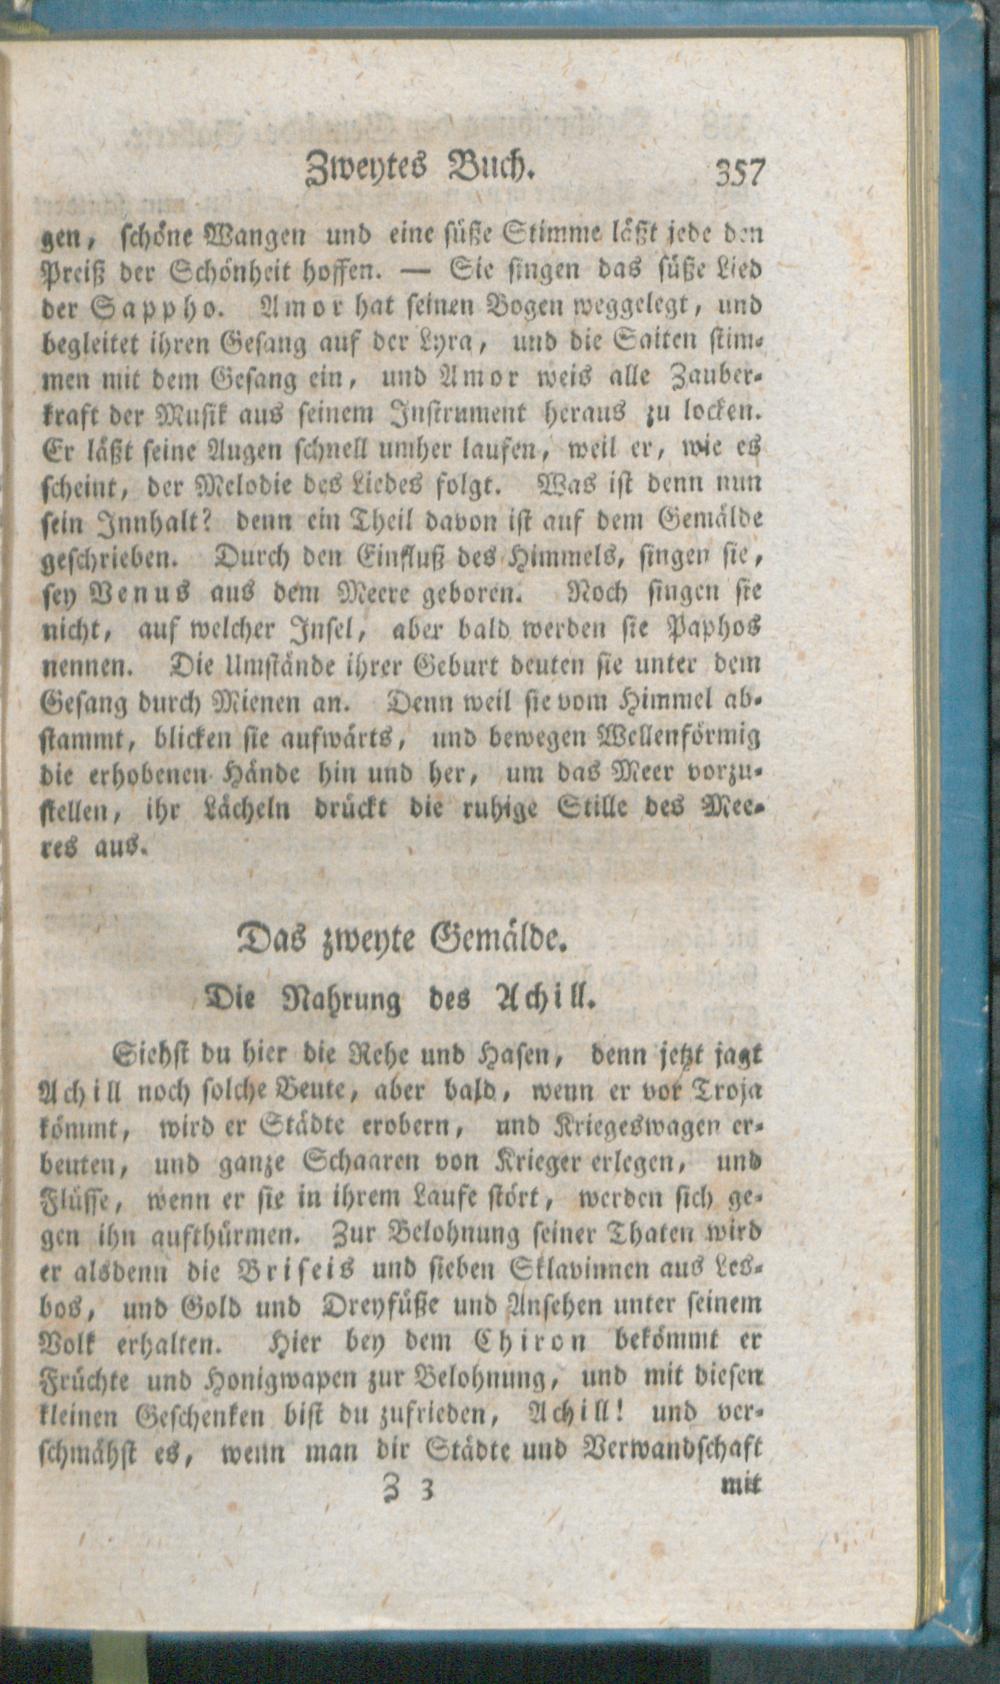 Zweytes Buch. 357
gen, schöne Wangen und eine süße Stimme läßt jede den
Preiß der Schönheit hoffen. — Sie singen das süße Lied
der Sappho. Amor hat seinen Bogen weggelegt, und
begleitet ihren Gesang auf der Lyra, und die Saiten stim-
men mit dem Gesang ein, und Amor weis alle Zauber-
kraft der Musik aus seinem Instrument heraus zu locken.
Er läßt seine Augen schnell umher laufen, weil er, wie es
scheint, der Melodie des Liedes folgt. Was ist denn nun
sein Innhalt? denn ein Theil davon ist auf dem Gemälde
geschrieben. Durch den Einfluß des Himmels, singen sie,
sey Venus aus dem Meere geboren. Noch singen sie
nicht, auf welcher Insel, aber bald werden sie Paphos
nennen. Die Umstände ihrer Geburt deuten sie unter dem
Gesang durch Mienen an. Denn weil sie vom Himmel ab-
stammt, blicken sie aufwärts, und bewegen Wellenförmig
die erhobenen Hände hin und her, um das Meer vorzu-
stellen, ihr Lächeln drückt die ruhige Stille des Mee-
res aus.
Das zweyte Gemälde.
Die Nahrung des Achill.
Siehst du hier die Rehe und Hasen, denn jetzt jagt
Achill noch solche Beute, aber bald, wenn er vor Troja
kömmt, wird er Städte erobern, und Kriegeswagen er-
beuten, und ganze Schaaren von Krieger erlegen, und
Flüsse, wenn er sie in ihrem Laufe stört, werden sich ge-
gen ihn aufthürmen. Zur Belohnung seiner Thaten wird
er alsdenn die Briseis und sieben Sklavinnen aus Les-
bos, und Gold und Dreyfüße und Ansehen unter seinem
Volk erhalten. Hier bey dem Chiron bekömmt er
Früchte und Honigwapen zur Belohnung, und mit diesen
kleinen Geschenken bist du zufrieden, Achill! und ver-
schmähst es, wenn man dir Städte und Verwandschaft
Z 3 mit